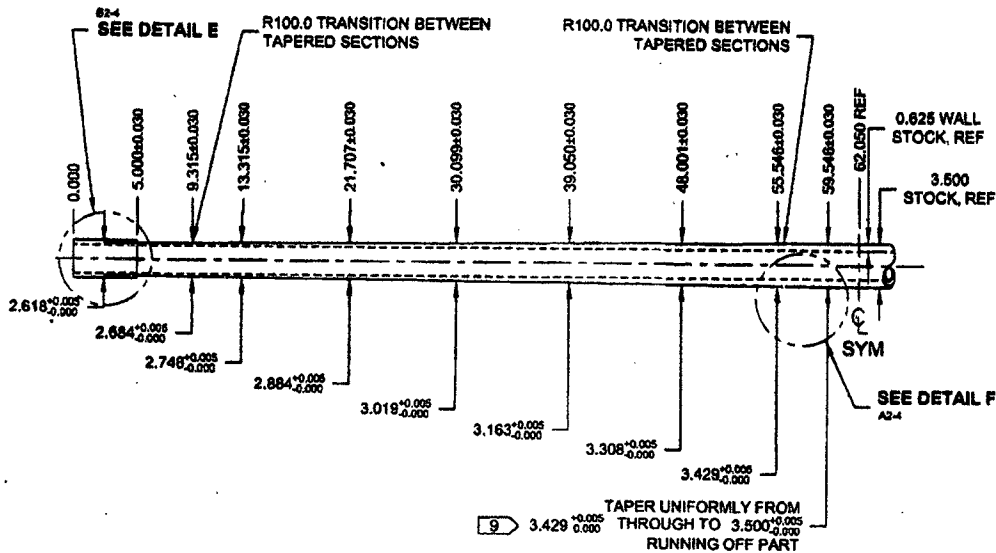 B2-4
SEE DETAIL E
R100.0 TRANSITION BETWEEN
TAPERED SECTIONS
R100.0 TRANSITION BETWEEN
TAPERED SECTIONS
0.000
5.000±0.030
9.315±0.030
13.315±0.030
21.707±0.030
30.099±0.030
39.050±0.030
48.001±0.030
55.546±0.030
59.546±0.030
62.050 REF
0.625 WALL
STOCK, REF
3.500
STOCK, REF
2.618+0.005 -0.000
2.684+0.005 -0.000
2.748+0.005 -0.000
2.884+0.005 -0.000
3.019+0.005 -0.000
3.163+0.005 -0.000
3.308+0.005 -0.000
3.429+0.005 -0.000
℄
SYM
SEE DETAIL F
A2-4
TAPER UNIFORMLY FROM
9 3.429 +0.005 0.000 THROUGH TO 3.500+0.005 -0.000
RUNNING OFF PART